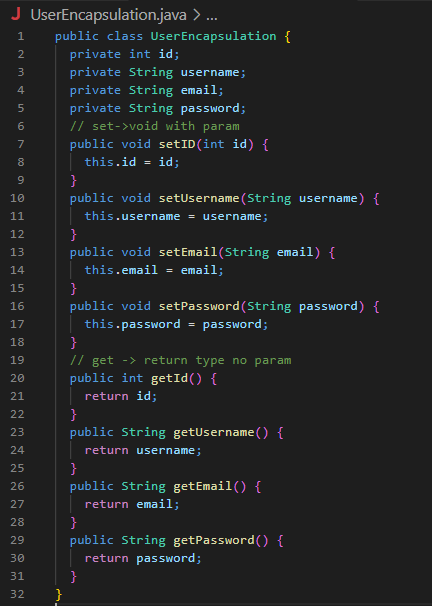 J UserEncapsulation.java > ...
1 public class UserEncapsulation {
2 private int id;
3 private String username;
4 private String email;
5 private String password;
6 // set->void with param
7 public void setID(int id) {
8 this.id = id;
9 }
10 public void setUsername(String username) {
11 this.username = username;
12 }
13 public void setEmail(String email) {
14 this.email = email;
15 }
16 public void setPassword(String password) {
17 this.password = password;
18 }
19 // get -> return type no param
20 public int getId() {
21 return id;
22 }
23 public String getUsername() {
24 return username;
25 }
26 public String getEmail() {
27 return email;
28 }
29 public String getPassword() {
30 return password;
31 }
32 }